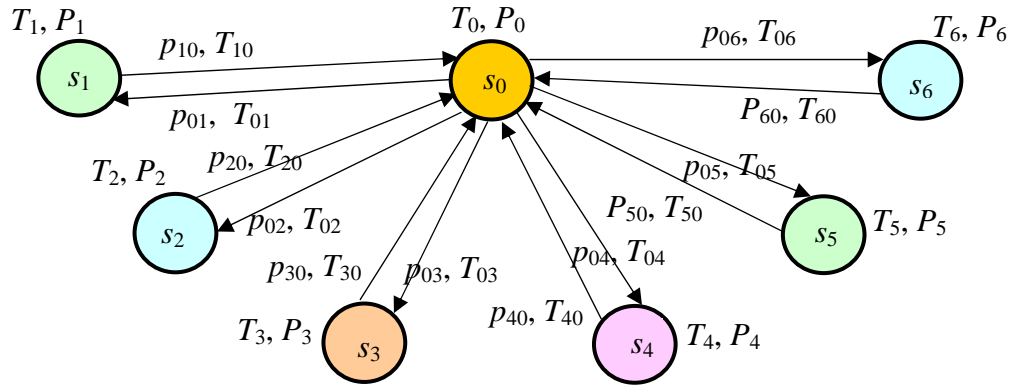 T1, P1
T0, P0
T6, P6
p10, T10
p06, T06
s1
s0
s6
p01, T01
P60, T60
p20, T20
p05, T05
T2, P2
s2
p02, T02
P50, T50
s5
T5, P5
p30, T30
p03, T03
p04, T04
p40, T40
T3, P3
s3
s4
T4, P4